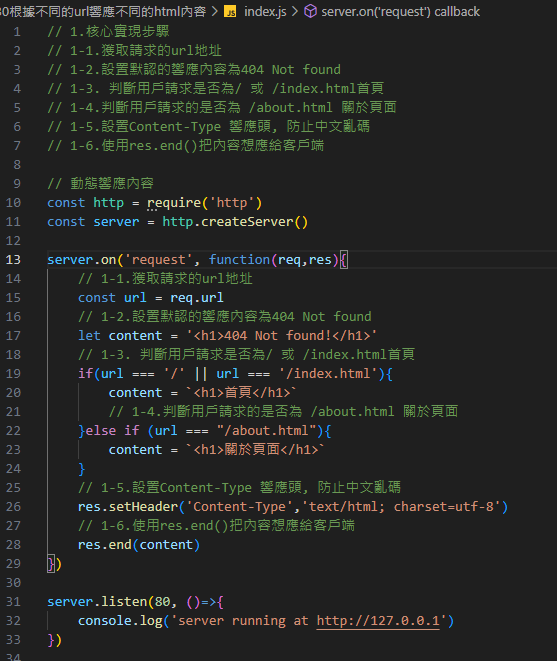 30根據不同的url響應不同的html內容 > JS index.js > server.on('request') callback
1 // 1.核心實現步驟
2 // 1-1.獲取請求的url地址
3 // 1-2.設置默認的響應內容為404 Not found
4 // 1-3. 判斷用戶請求是否為/ 或 /index.html首頁
5 // 1-4.判斷用戶請求的是否為 /about.html 關於頁面
6 // 1-5.設置Content-Type 響應頭, 防止中文亂碼
7 // 1-6.使用res.end()把內容想應給客戶端
8
9 // 動態響應內容
10 const http = require('http')
11 const server = http.createServer()
12
13 server.on('request', function(req,res){
14 // 1-1.獲取請求的url地址
15 const url = req.url
16 // 1-2.設置默認的響應內容為404 Not found
17 let content = '<h1>404 Not found!</h1>'
18 // 1-3. 判斷用戶請求是否為/ 或 /index.html首頁
19 if(url === '/' || url === '/index.html'){
20 content = `<h1>首頁</h1>`
21 // 1-4.判斷用戶請求的是否為 /about.html 關於頁面
22 }else if (url === "/about.html"){
23 content = `<h1>關於頁面</h1>`
24 }
25 // 1-5.設置Content-Type 響應頭, 防止中文亂碼
26 res.setHeader('Content-Type','text/html; charset=utf-8')
27 // 1-6.使用res.end()把內容想應給客戶端
28 res.end(content)
29 })
30
31 server.listen(80, ()=>{
32 console.log('server running at http://127.0.0.1')
33 })
34